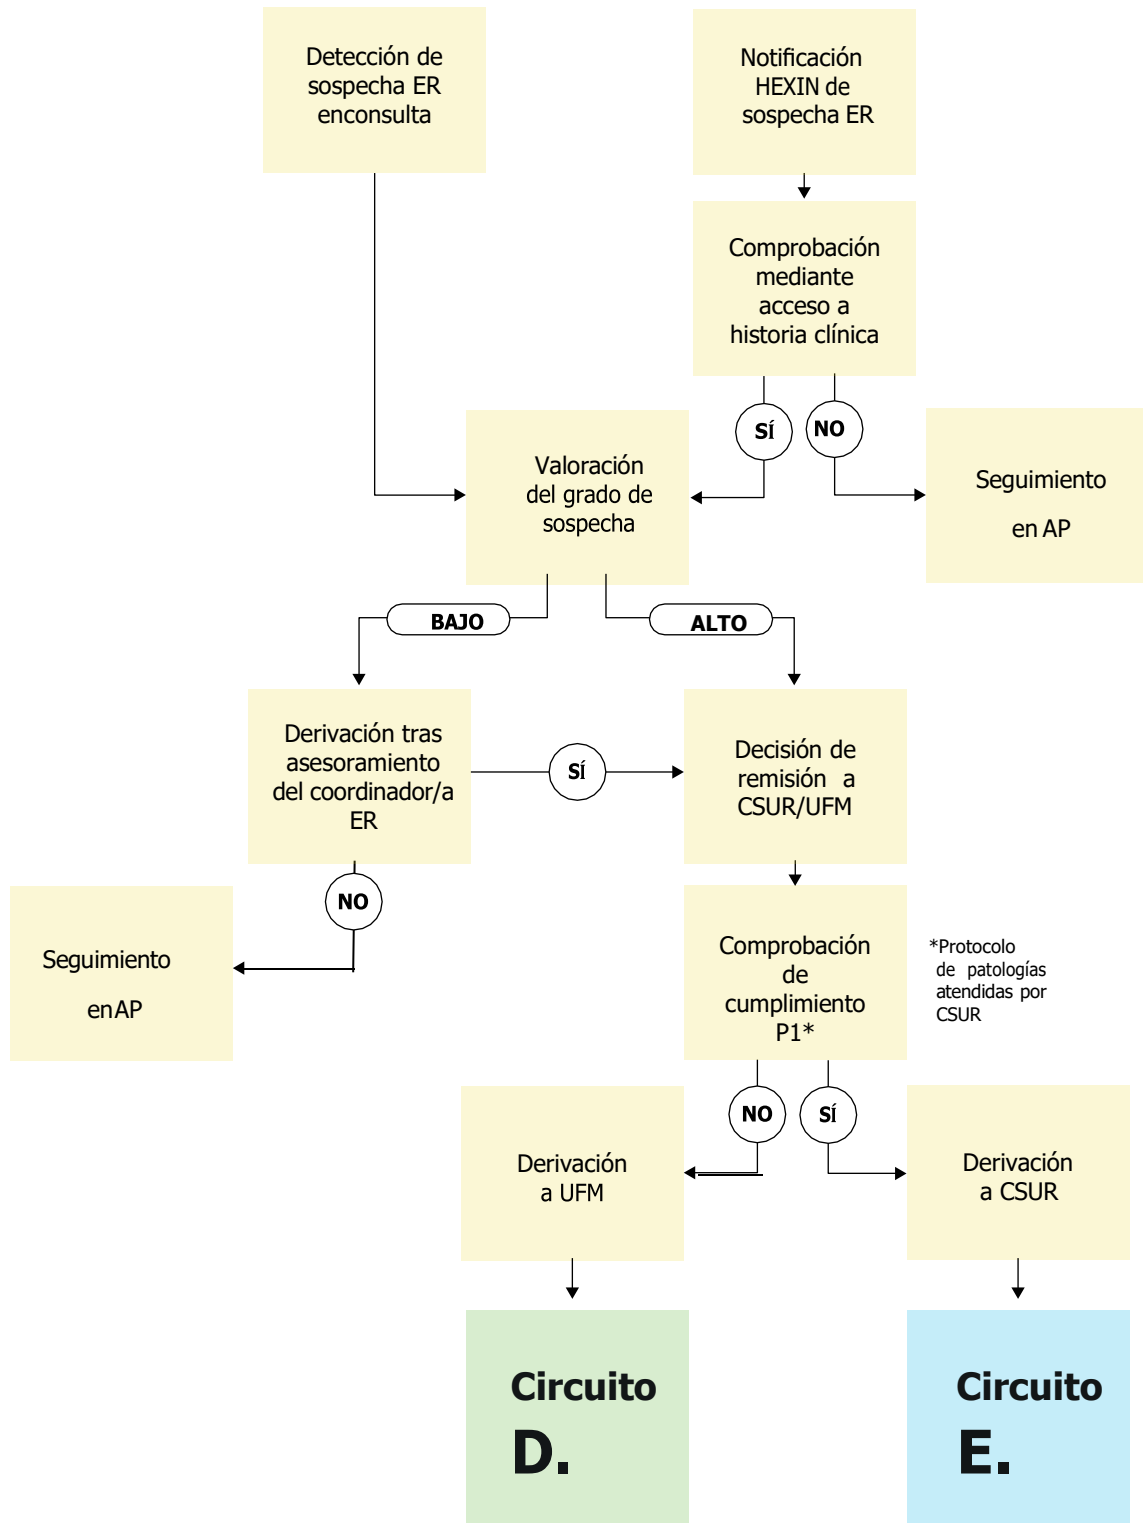 Detección de
sospecha ER
enconsulta
Notificación
HEXIN de
sospecha ER
Comprobación
mediante
acceso a
historia clínica
SÍ
NO
Valoración
del grado de
sospecha
Seguimiento
en AP
BAJO
ALTO
Derivación tras
asesoramiento
del coordinador/a
ER
SÍ
Decisión de
remisión a
CSUR/UFM
NO
Seguimiento
enAP
Comprobación
de
cumplimiento
P1*
*Protocolo
de patologías
atendidas por
CSUR
NO
SÍ
Derivación
a UFM
Derivación
a CSUR
Circuito
D.
Circuito
E.